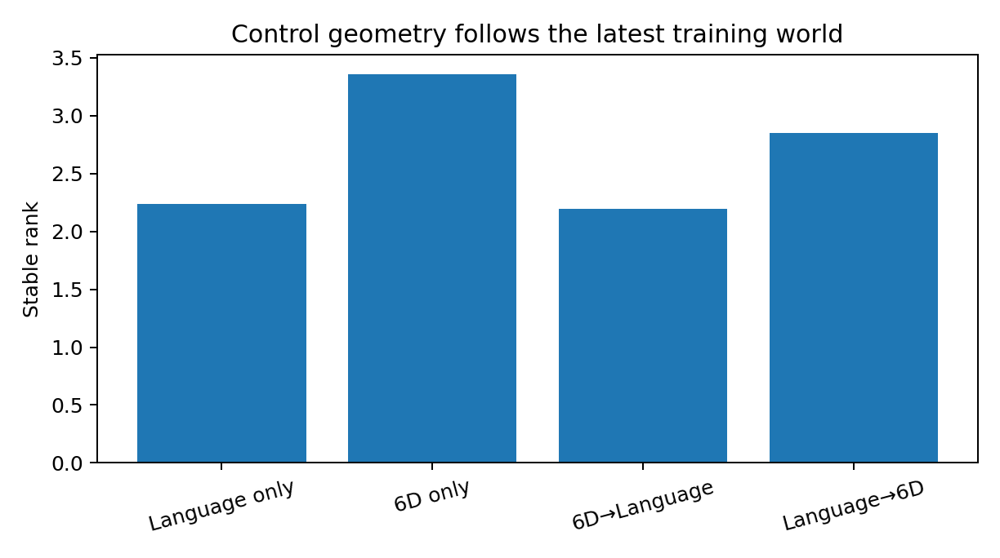 Control geometry follows the latest training world
Stable rank
3.5
3.0
2.5
2.0
1.5
1.0
0.5
0.0
Language only
6D only
6D→Language
Language→6D